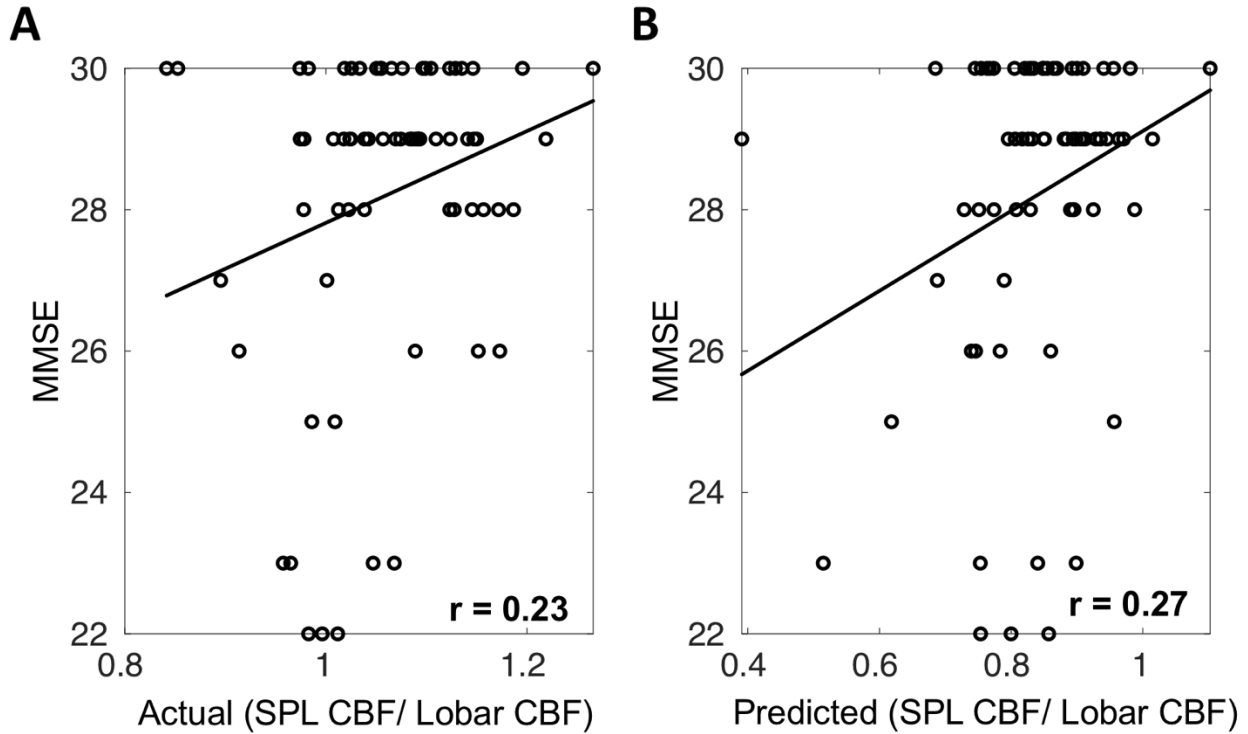 A
B
30
28
26
24
22
MMSE
0.8
1
1.2
Actual (SPL CBF/ Lobar CBF)
r = 0.23
30
28
26
24
22
MMSE
0.4
0.6
0.8
1
Predicted (SPL CBF/ Lobar CBF)
r = 0.27